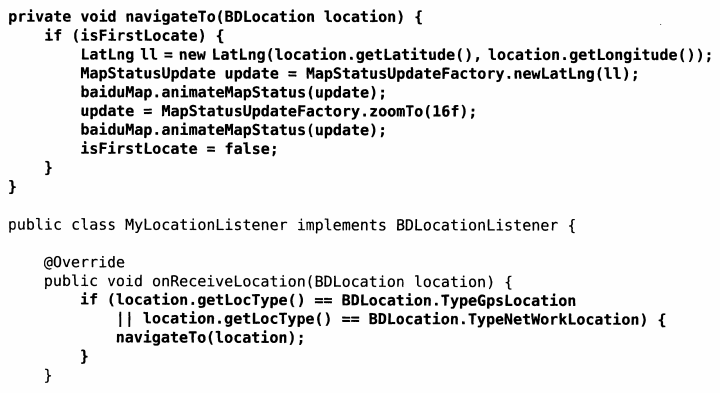 private void navigateTo(BDLocation location) {
    if (isFirstLocate) {
        LatLng ll = new LatLng(location.getLatitude(), location.getLongitude());
        MapStatusUpdate update = MapStatusUpdateFactory.newLatLng(ll);
        baiduMap.animateMapStatus(update);
        update = MapStatusUpdateFactory.zoomTo(16f);
        baiduMap.animateMapStatus(update);
        isFirstLocate = false;
    }
}

public class MyLocationListener implements BDLocationListener {

    @Override
    public void onReceiveLocation(BDLocation location) {
        if (location.getLocType() == BDLocation.TypeGpsLocation
            || location.getLocType() == BDLocation.TypeNetWorkLocation) {
            navigateTo(location);
        }
    }